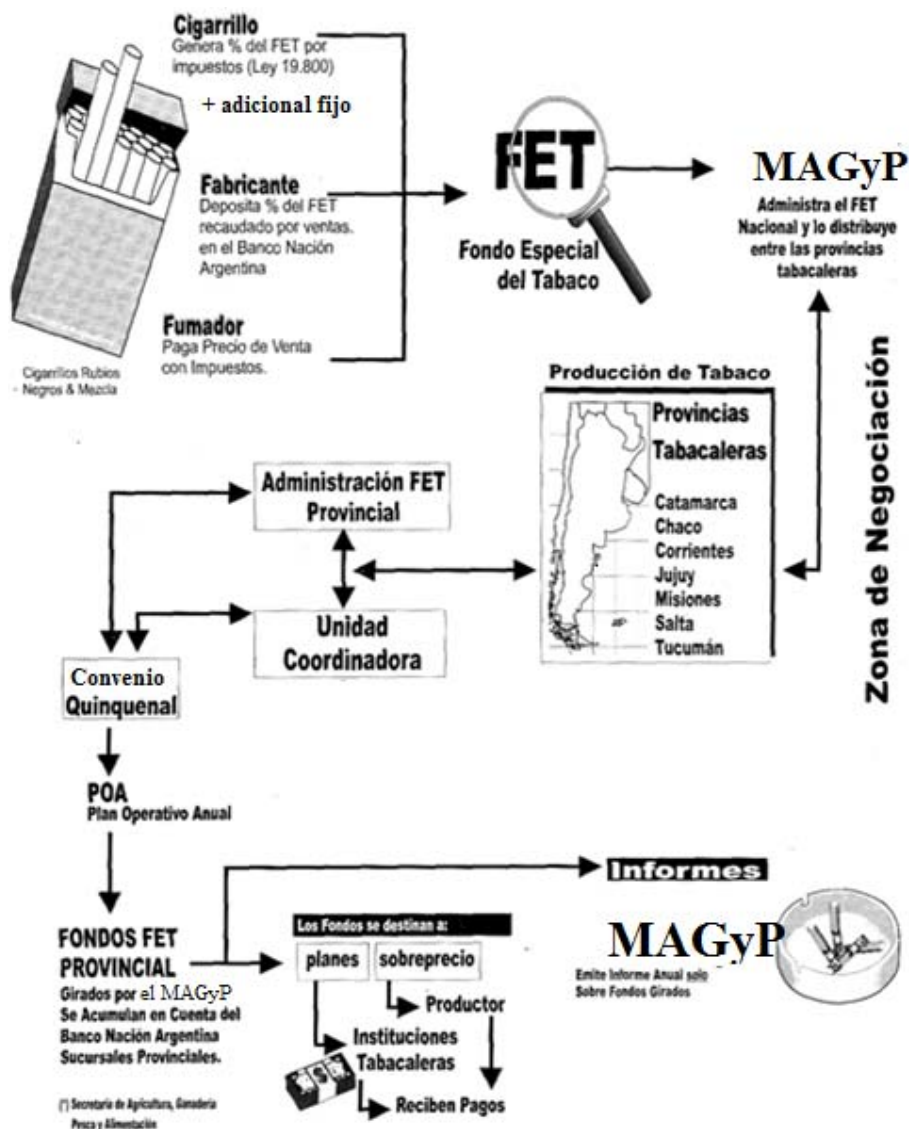 Cigarrillo
Genera % del FET por
impuestos (Ley 19.800)
+ adicional fijo
Fabricante
Deposita % del FET
recaudado por ventas.
en el Banco Nación
Argentina
Fumador
Paga Precio de Venta
con Impuestos.
Cigarrillos Rubios
Negros & Mezcla
FET
Fondo Especial
del Tabaco
MAGyP
Administra el FET
Nacional y lo distribuye
entre las provincias
tabacaleras
Zona de Negociación
Producción de Tabaco
Provincias
Tabacaleras
Catamarca
Chaco
Corrientes
Jujuy
Misiones
Salta
Tucumán
Administración FET
Provincial
Unidad
Coordinadora
Convenio
Quinquenal
POA
Plan Operativo Anual
FONDOS FET
PROVINCIAL
Girados por el MAGyP
Se Acumulan en Cuenta del
Banco Nación Argentina
Sucursales Provinciales.
(*) Secretaría de Agricultura, Ganadería
Pesca y Alimentación
Los Fondos se destinan a:
planes
sobreprecio
Productor
Instituciones
Tabacaleras
Reciben Pagos
$
Informes
MAGyP
Emite Informe Anual solo
Sobre Fondos Girados